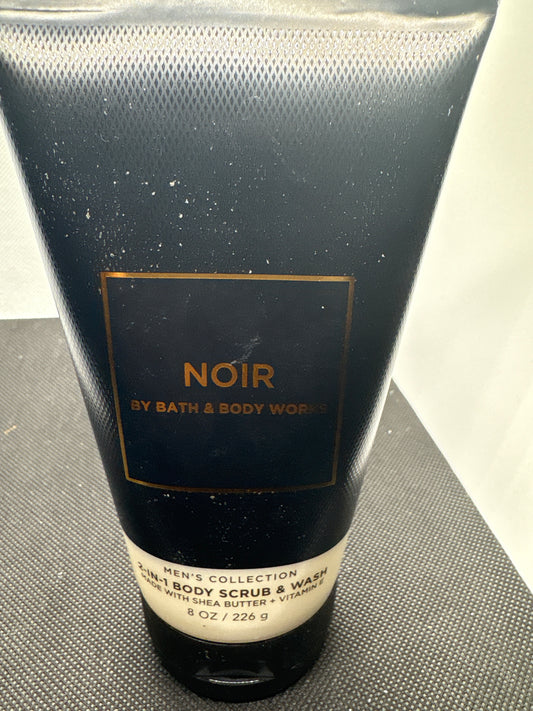 NOIR
BY BATH & BODY WORKS
MEN'S COLLECTION
2-IN-1 BODY SCRUB & WASH
MADE WITH SHEA BUTTER + VITAMIN E
8 OZ / 226 g